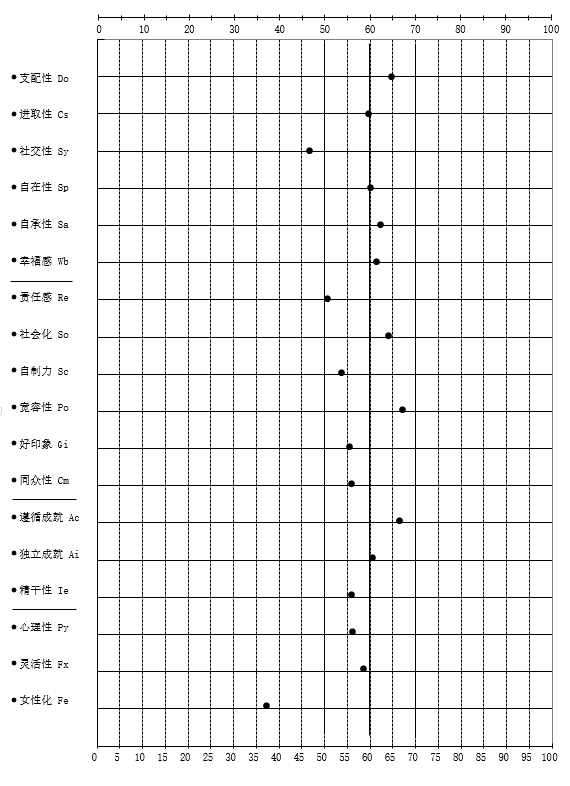 0 10 20 30 40 50 60 70 80 90 100
支配性 Do
进取性 Cs
社交性 Sy
自在性 Sp
自承性 Sa
幸福感 Wb
责任感 Re
社会化 So
自制力 Sc
宽容性 Po
好印象 Gi
同众性 Cm
遵循成就 Ac
独立成就 Ai
精干性 Ie
心理性 Py
灵活性 Fx
女性化 Fe
0 5 10 15 20 25 30 35 40 45 50 55 60 65 70 75 80 85 90 95 100